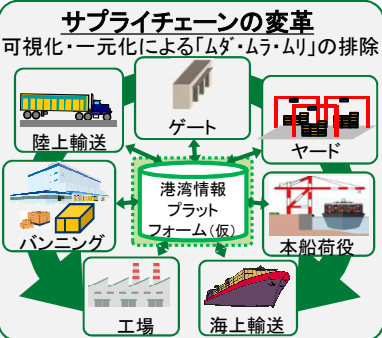 サプライチェーンの変革
可視化・一元化による「ﾑﾀﾞ・ﾑﾗ・ﾑﾘ」の排除
ゲート
陸上輸送
ヤード
港湾情報
プラット
フォーム（仮）
バンニング
本船荷役
工場
海上輸送